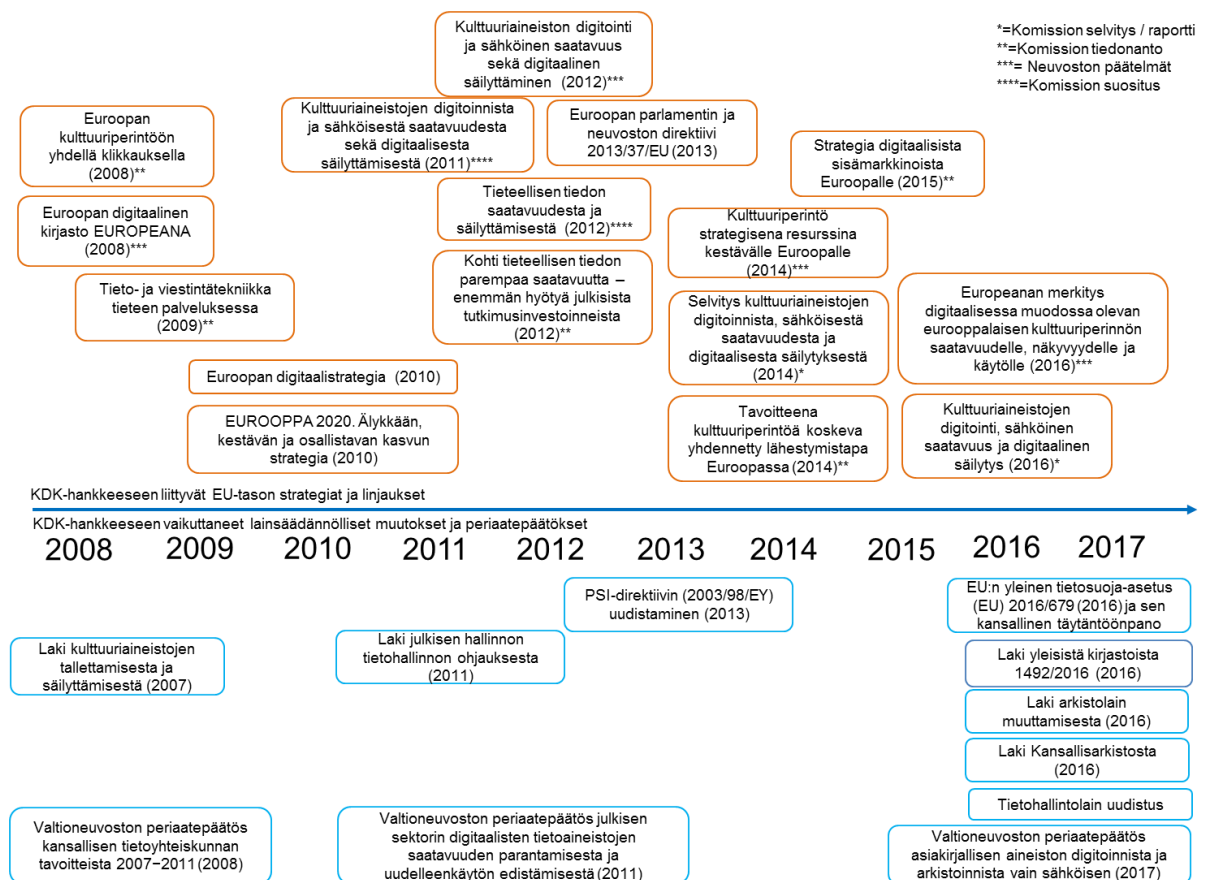 Kulttuuriaineiston digitointi
ja sähköinen saatavuus
sekä digitaalinen
säilyttäminen (2012)***
*=Komission selvitys / raportti
**=Komission tiedonanto
***= Neuvoston päätelmät
****=Komission suositus
Euroopan
kulttuuriperintöön
yhdellä klikkauksella
(2008)**
Kulttuuriaineistojen digitoinnista
ja sähköisestä saatavuudesta
sekä digitaalisesta
säilyttämisestä (2011)****
Euroopan parlamentin ja
neuvoston direktiivi
2013/37/EU (2013)
Strategia digitaalisista
sisämarkkinoista
Euroopalle (2015)**
Euroopan digitaalinen
kirjasto EUROPEANA
(2008)***
Tieteellisen tiedon
saatavuudesta ja
säilyttämisestä (2012)****
Kulttuuriperintö
strategisena resurssina
kestävälle Euroopalle
(2014)***
Tieto- ja viestintätekniikka
tieteen palveluksessa
(2009)**
Kohti tieteellisen tiedon
parempaa saatavuutta –
enemmän hyötyä julkisista
tutkimusinvestoinneista
(2012)**
Selvitys kulttuuriaineistojen
digitoinnista, sähköisestä
saatavuudesta ja
digitaalisesta säilytyksestä
(2014)*
Europeanan merkitys
digitaalisessa muodossa olevan
eurooppalaisen kulttuuriperinnön
saatavuudelle, näkyvyydelle ja
käytölle (2016)***
Euroopan digitaalistrategia (2010)
EUROOPPA 2020. Älykkään,
kestävän ja osallistavan kasvun
strategia (2010)
Tavoitteena
kulttuuriperintöä koskeva
yhdennetty lähestymistapa
Euroopassa (2014)**
Kulttuuriaineistojen
digitointi, sähköinen
saatavuus ja digitaalinen
säilytys (2016)*
KDK-hankkeeseen liittyvät EU-tason strategiat ja linjaukset
KDK-hankkeeseen vaikuttaneet lainsäädännölliset muutokset ja periaatepäätökset
2008 2009 2010 2011 2012 2013 2014 2015 2016 2017
PSI-direktiivin (2003/98/EY)
uudistaminen (2013)
EU:n yleinen tietosuoja-asetus
(EU) 2016/679 (2016) ja sen
kansallinen täytäntöönpano
Laki kulttuuriaineistojen
tallettamisesta ja
säilyttämisestä (2007)
Laki julkisen hallinnon
tietohallinnon ohjauksesta
(2011)
Laki yleisistä kirjastoista
1492/2016 (2016)
Laki arkistolain
muuttamisesta (2016)
Laki Kansallisarkistosta
(2016)
Tietohallintolain uudistus
Valtioneuvoston periaatepäätös
kansallisen tietoyhteiskunnan
tavoitteista 2007–2011 (2008)
Valtioneuvoston periaatepäätös julkisen
sektorin digitaalisten tietoaineistojen
saatavuuden parantamisesta ja
uudelleenkäytön edistämisestä (2011)
Valtioneuvoston periaatepäätös
asiakirjallisen aineiston digitoinnista ja
arkistoinnista vain sähköisen (2017)